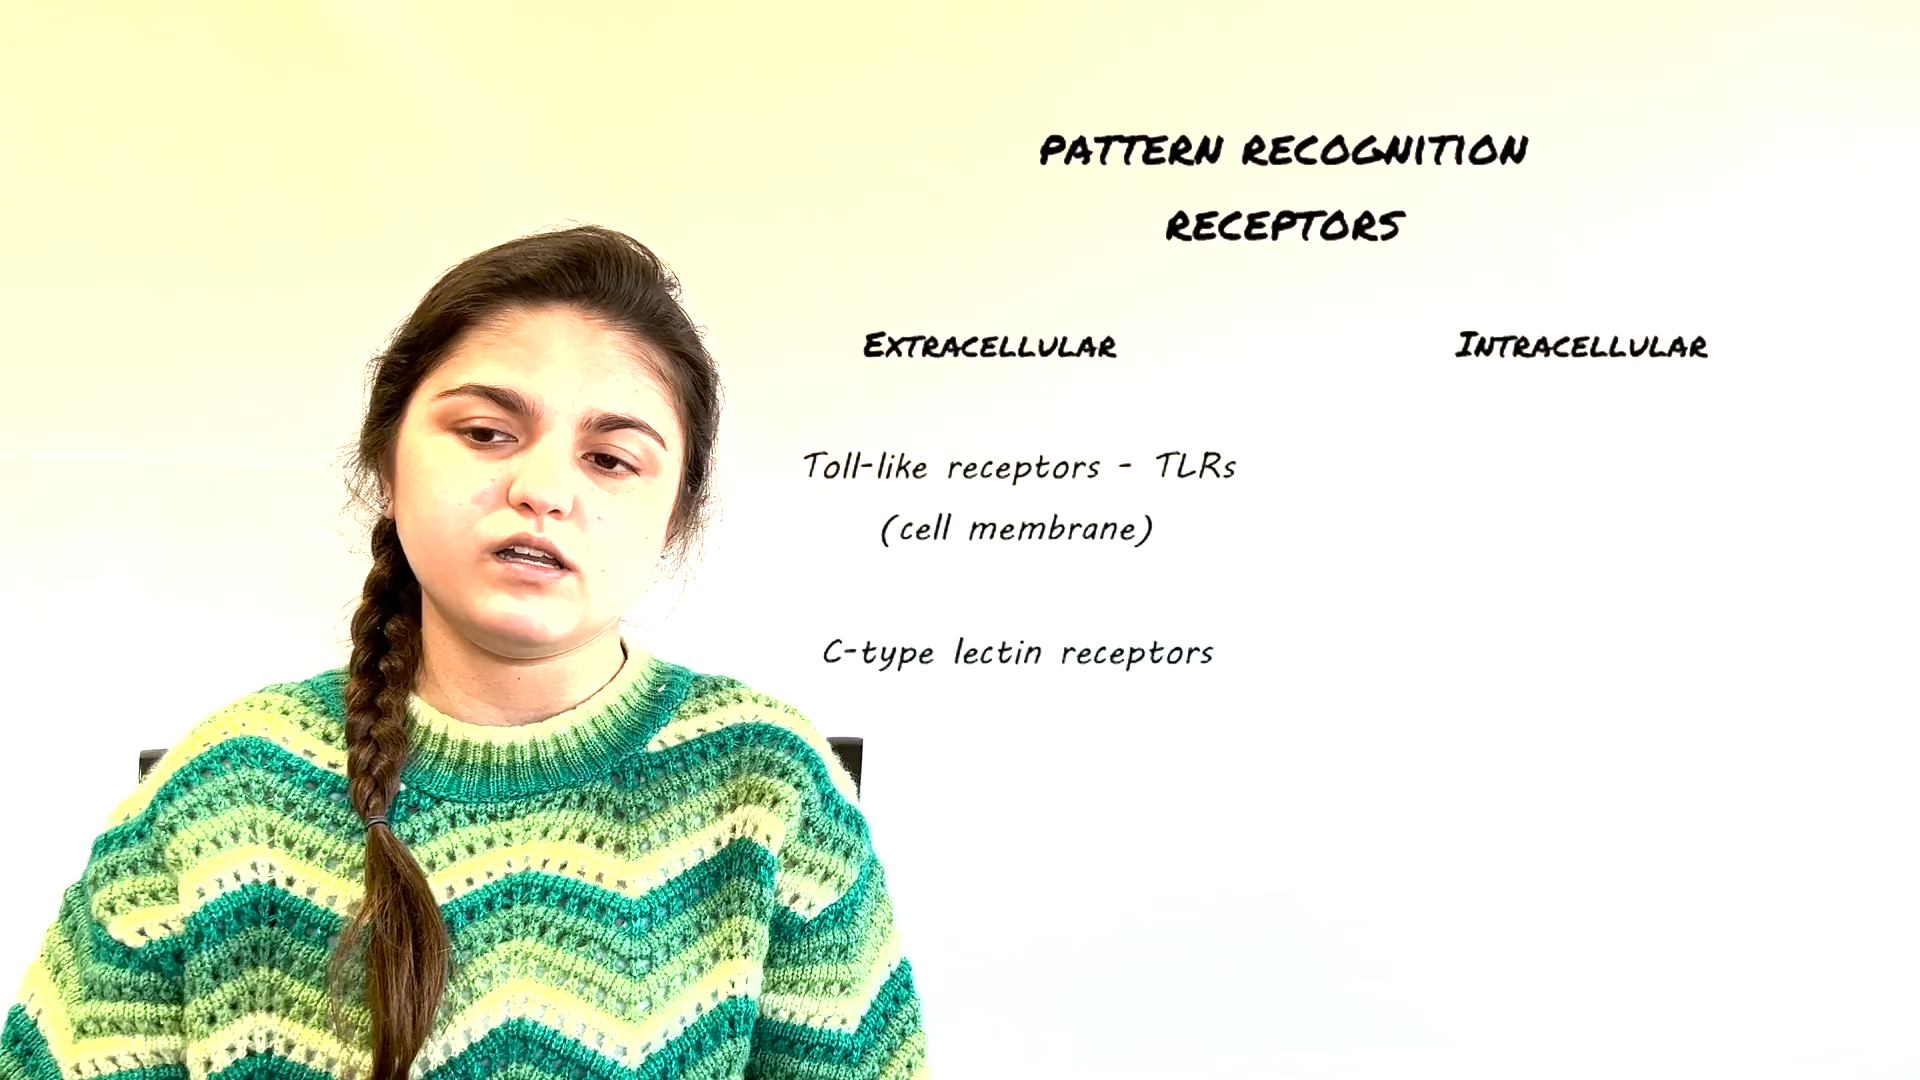 PATTERN RECOGNITION
RECEPTORS
EXTRACELLULAR
INTRACELLULAR
Toll-like receptors - TLRs
(cell membrane)
C-type lectin receptors